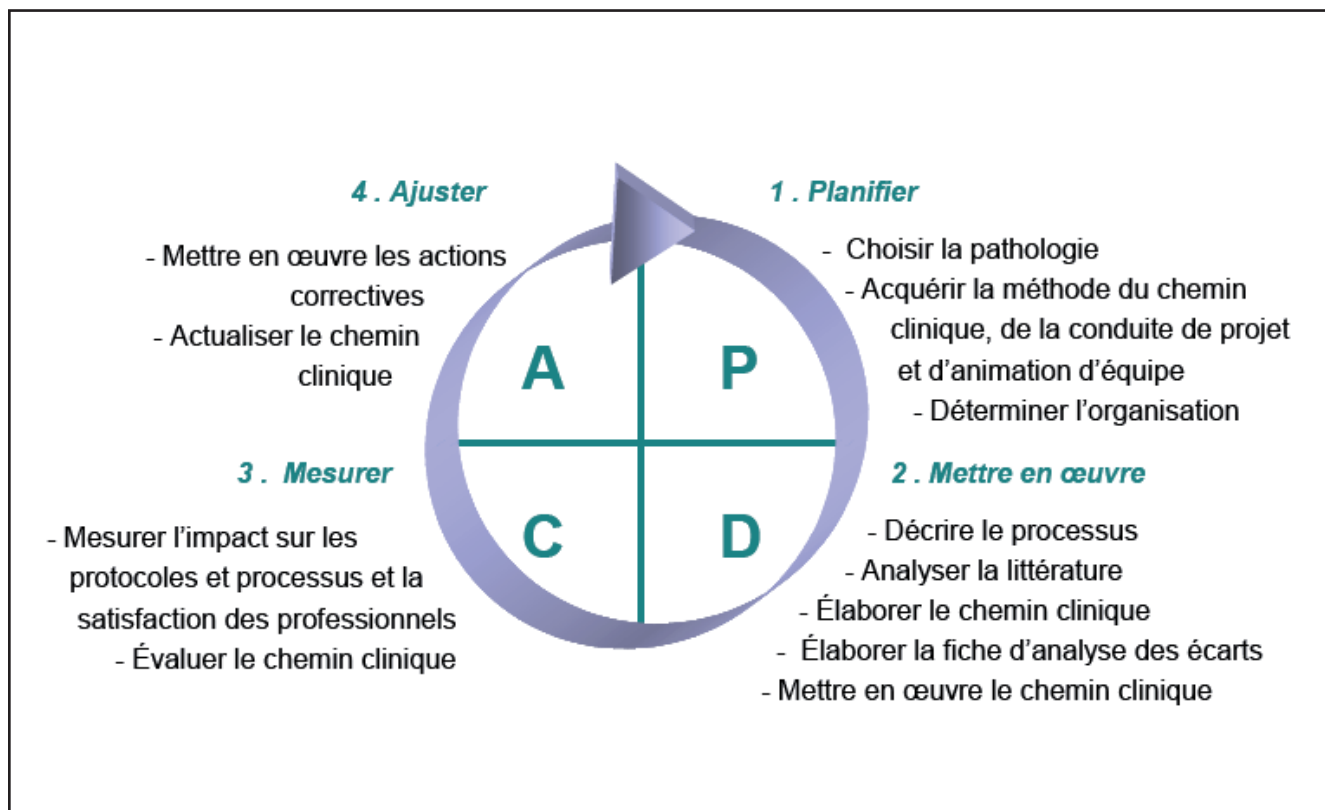 1 . Planifier
- Choisir la pathologie
- Acquérir la méthode du chemin
clinique, de la conduite de projet
et d’animation d’équipe
- Déterminer l’organisation
2 . Mettre en œuvre
- Décrire le processus
- Analyser la littérature
- Élaborer le chemin clinique
- Élaborer la fiche d’analyse des écarts
- Mettre en œuvre le chemin clinique
3 . Mesurer
- Mesurer l’impact sur les
protocoles et processus et la
satisfaction des professionnels
- Évaluer le chemin clinique
4 . Ajuster
- Mettre en œuvre les actions
correctives
- Actualiser le chemin
clinique
A
P
C
D